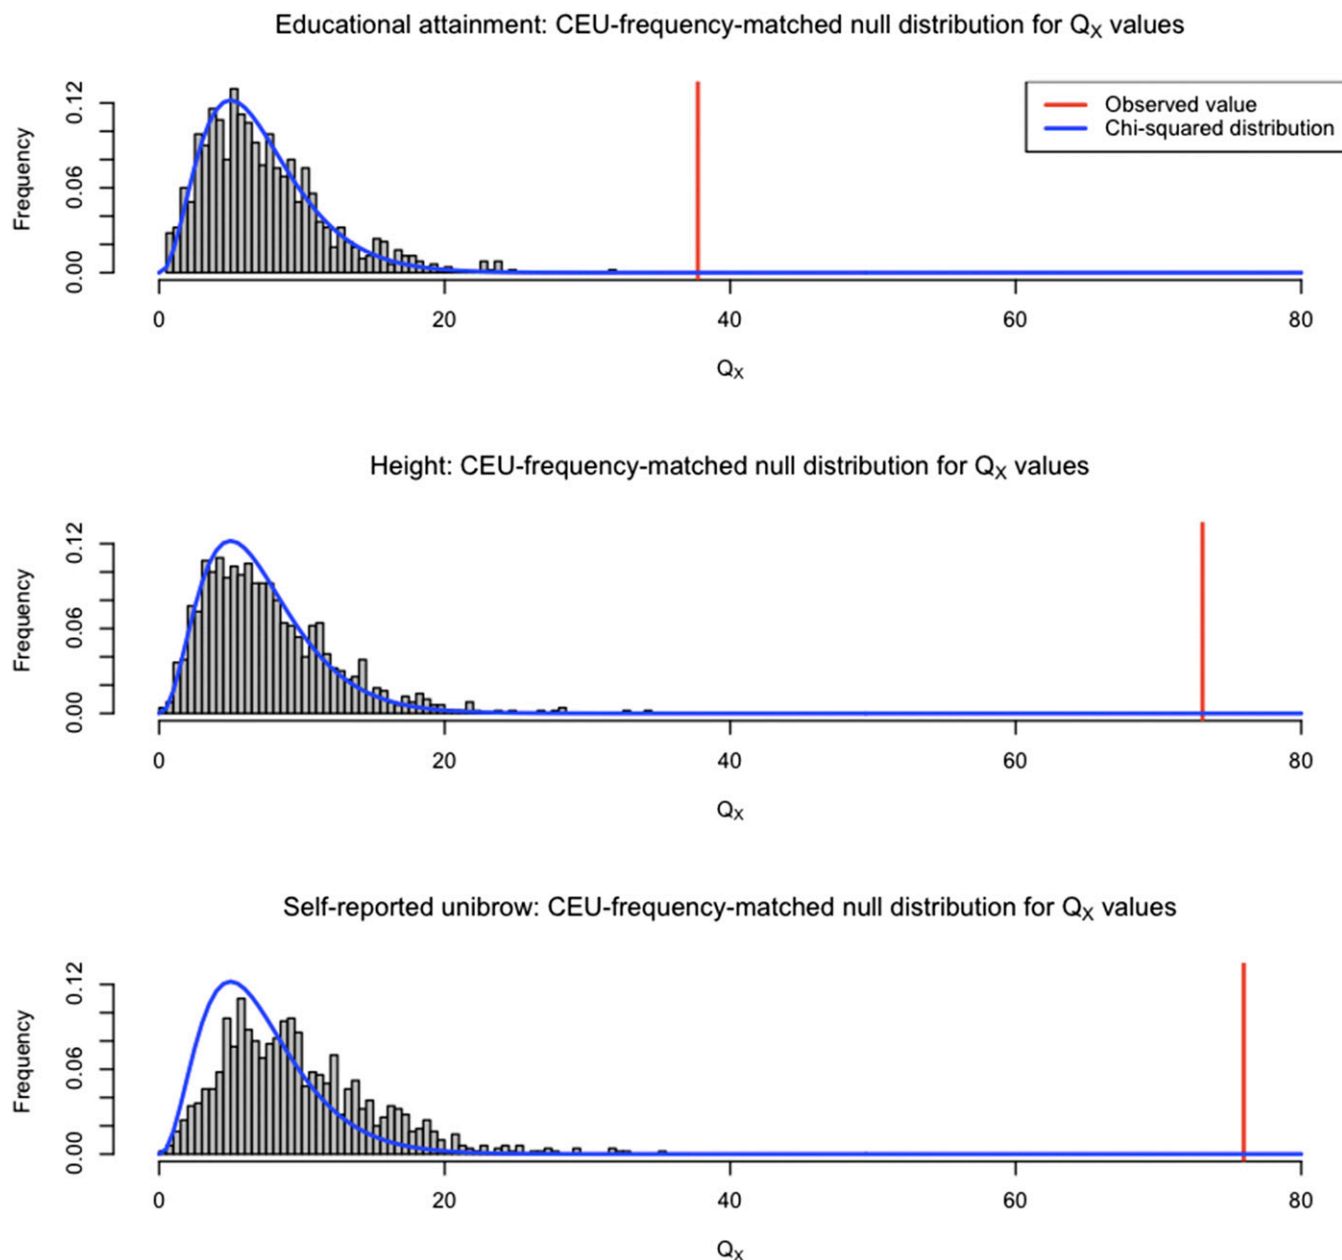 Educational attainment: CEU-frequency-matched null distribution for QX values
Observed value
Chi-squared distribution
Frequency
0.12
0.06
0.00
0 20 40 60 80
QX
Height: CEU-frequency-matched null distribution for QX values
Frequency
0.12
0.06
0.00
0 20 40 60 80
QX
Self-reported unibrow: CEU-frequency-matched null distribution for QX values
Frequency
0.12
0.06
0.00
0 20 40 60 80
QX